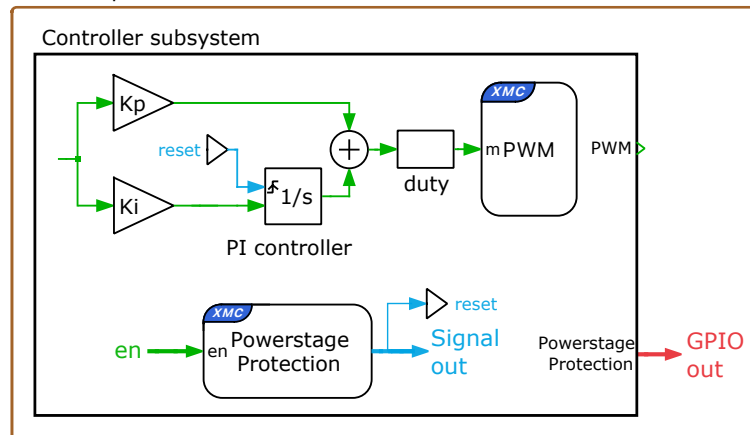 Controller subsystem
Kp
XMC
reset
m PWM
PWM
duty
1/s
Ki
PI controller
XMC
reset
en
en
Powerstage
Protection
Signal
out
Powerstage
Protection
GPIO
out